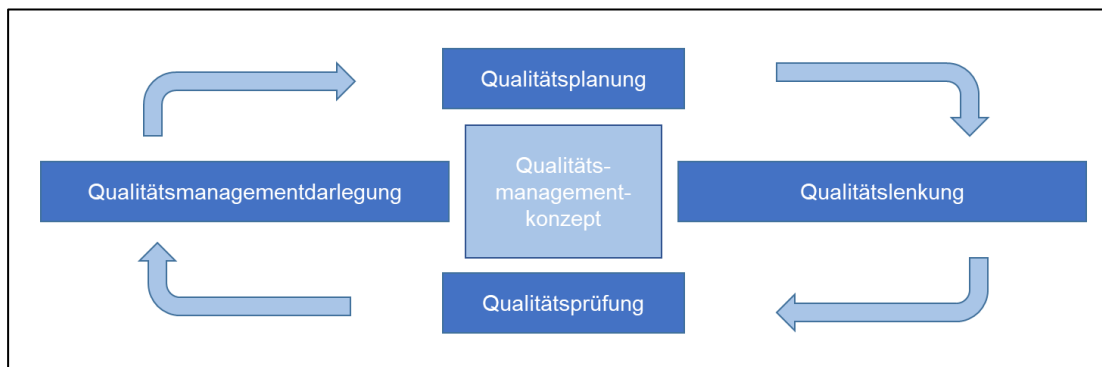 Qualitätsplanung
Qualitätsmanagementdarlegung
Qualitäts-
management-
konzept
Qualitätslenkung
Qualitätsprüfung